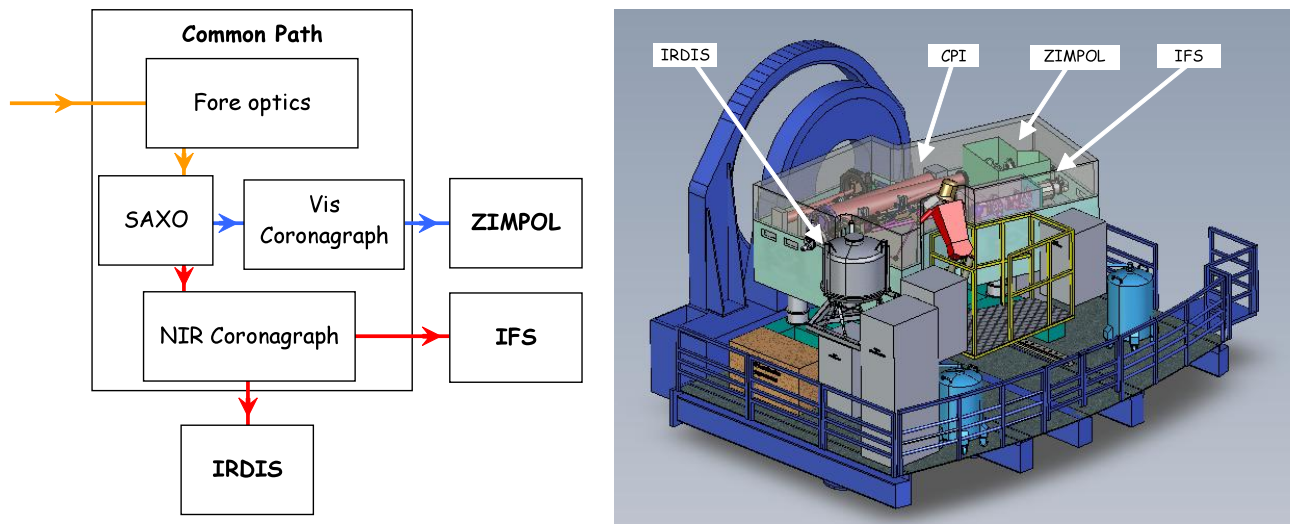 Common Path
Fore optics
SAXO
Vis
Coronagraph
ZIMPOL
NIR Coronagraph
IFS
IRDIS
IRDIS
CPI
ZIMPOL
IFS